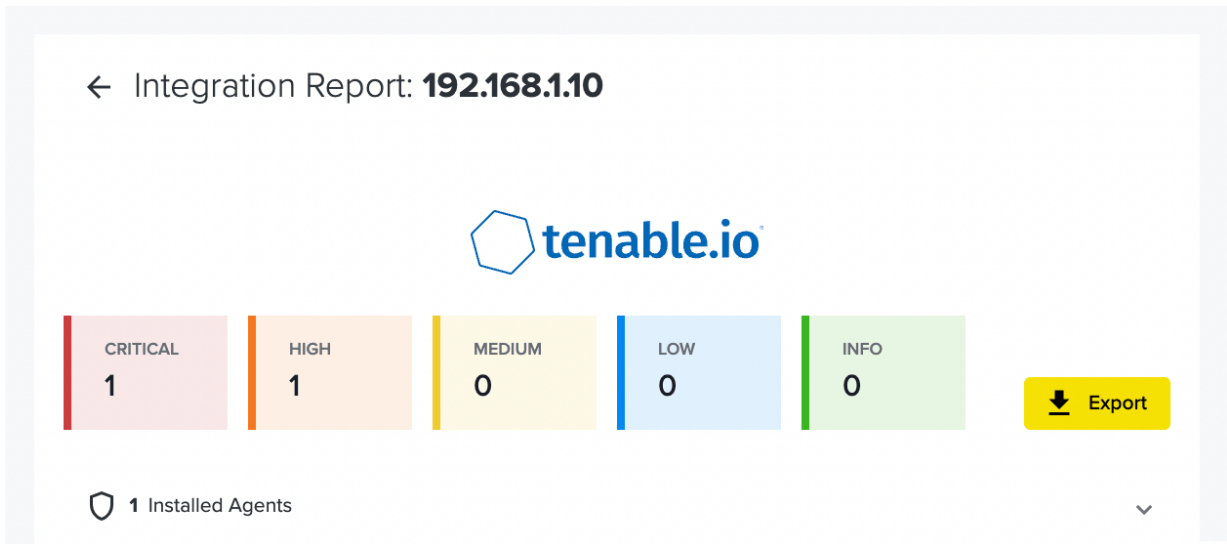 Integration Report: 192.168.1.10
tenable.io
CRITICAL
1
HIGH
1
MEDIUM
0
LOW
0
INFO
0
Export
1 Installed Agents